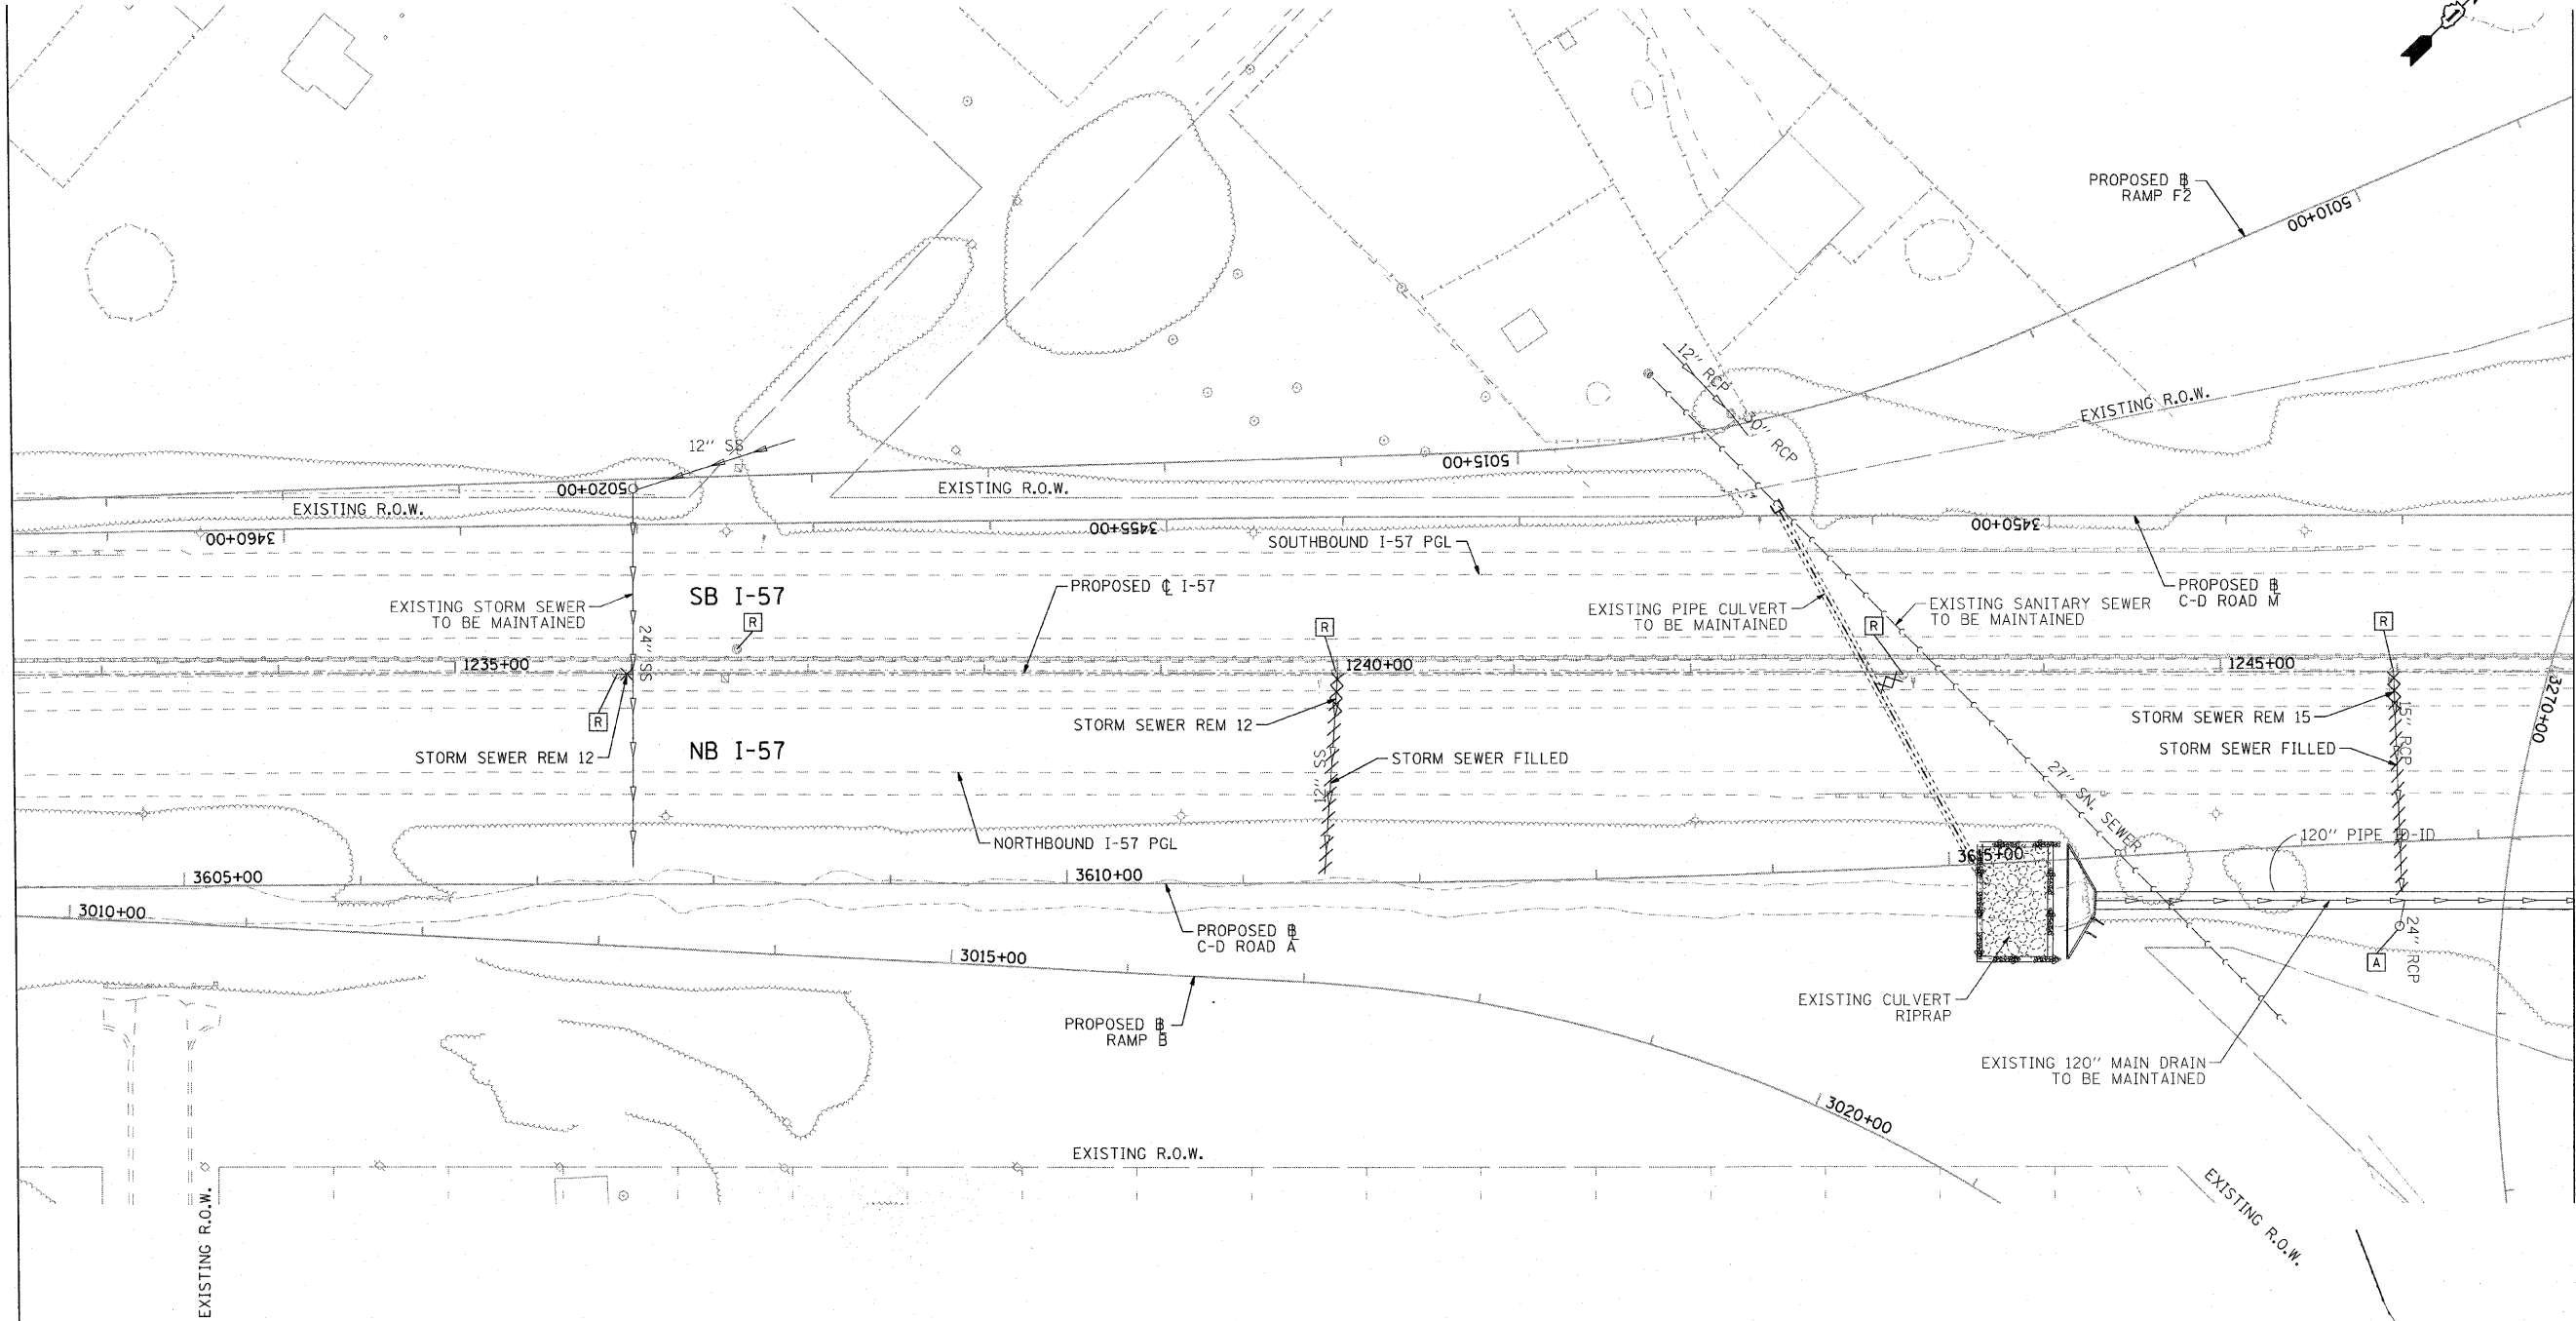 PROPOSED ⅊
RAMP F2
5010+00
12" RCP
30" RCP
EXISTING R.O.W.
12" SS
5015+00
5020+00
EXISTING R.O.W.
EXISTING R.O.W.
3460+00
3455+00
3450+00
SOUTHBOUND I-57 PGL
PROPOSED ℄ I-57
SB I-57
EXISTING STORM SEWER
TO BE MAINTAINED
24" SS
R
R
EXISTING PIPE CULVERT
TO BE MAINTAINED
R
EXISTING SANITARY SEWER
TO BE MAINTAINED
PROPOSED B
C-D ROAD M
R
1235+00
1240+00
1245+00
3270+00
R
STORM SEWER REM 12
NB I-57
STORM SEWER REM 12
12" SS
STORM SEWER FILLED
STORM SEWER REM 15
15" RCP
STORM SEWER FILLED
27" SN. SEWER
120" PIPE 10-ID
NORTHBOUND I-57 PGL
3605+00
3610+00
3615+00
3010+00
PROPOSED B
C-D ROAD A
3015+00
24" RCP
A
EXISTING CULVERT
RIPRAP
PROPOSED B
RAMP B
EXISTING 120" MAIN DRAIN
TO BE MAINTAINED
3020+00
EXISTING R.O.W.
EXISTING R.O.W.
EXISTING R.O.W.